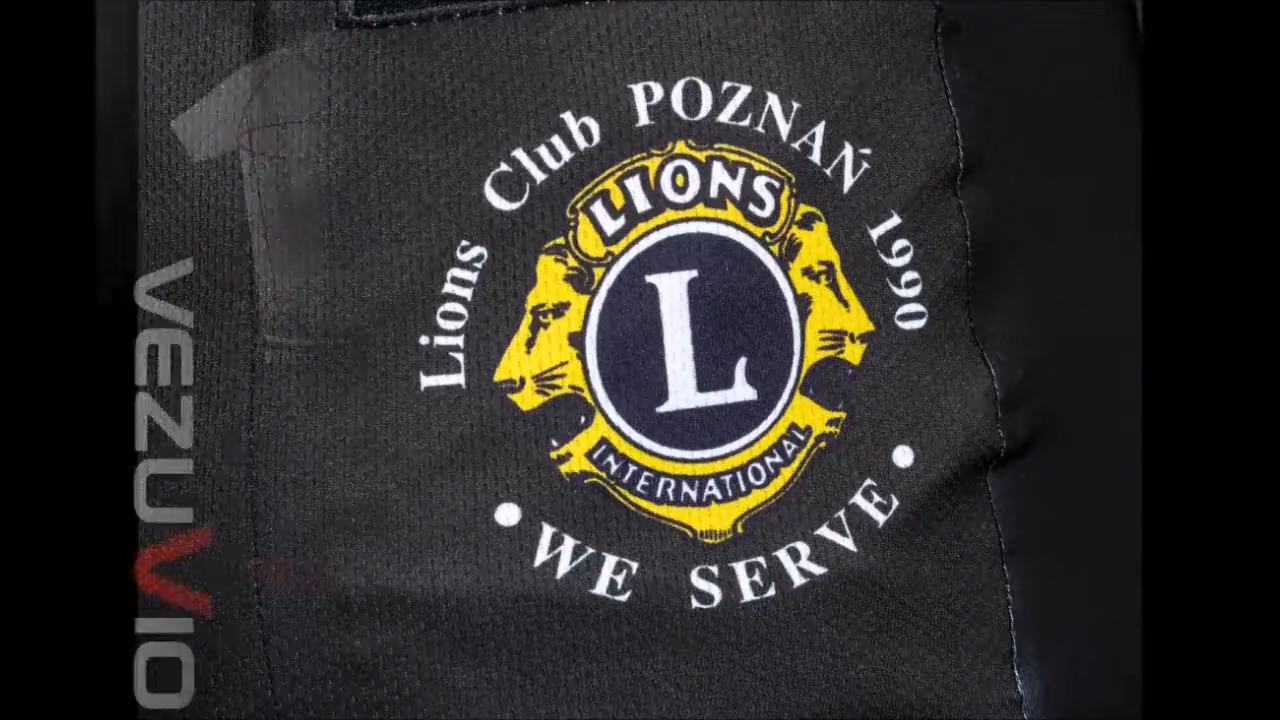 Lions Club POZNAŃ 1990
LIONS
L
INTERNATIONAL
• WE SERVE •
VEZUVIO